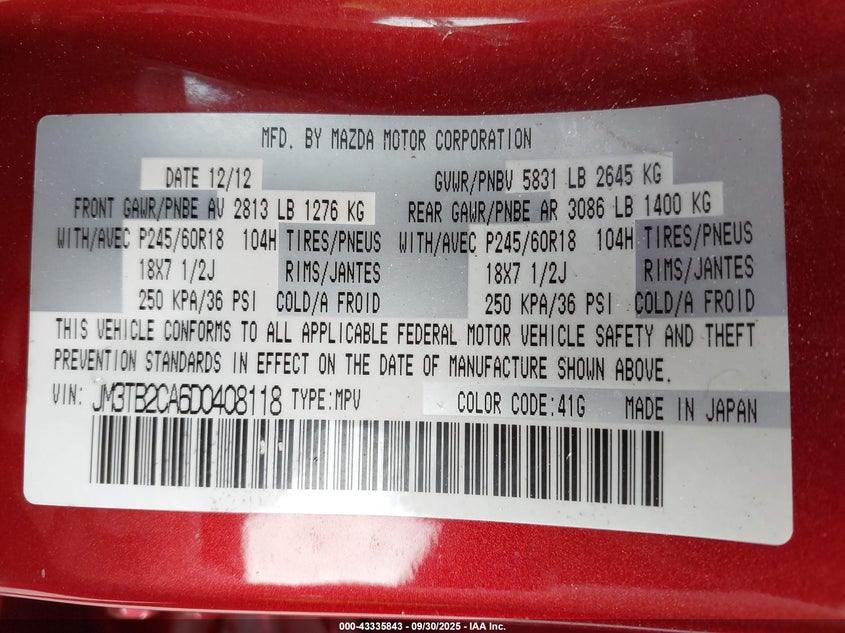 MFD. BY MAZDA MOTOR CORPORATION
DATE 12/12 GVWR/PNBV 5831 LB 2645 KG
FRONT GAWR/PNBE AV 2813 LB 1276 KG REAR GAWR/PNBE AR 3086 LB 1400 KG
WITH/AVEC P245/60R18 104H TIRES/PNEUS WITH/AVEC P245/60R18 104H TIRES/PNEUS
18X7 1/2J RIMS/JANTES 18X7 1/2J RIMS/JANTES
250 KPA/36 PSI COLD/A FROID 250 KPA/36 PSI COLD/A FROID
THIS VEHICLE CONFORMS TO ALL APPLICABLE FEDERAL MOTOR VEHICLE SAFETY AND THEFT
PREVENTION STANDARDS IN EFFECT ON THE DATE OF MANUFACTURE SHOWN ABOVE.
VIN: JM3TB2CA6D0408118 TYPE:MPV COLOR CODE:41G MADE IN JAPAN
000-43335843 - 09/30/2025 - IAA Inc.